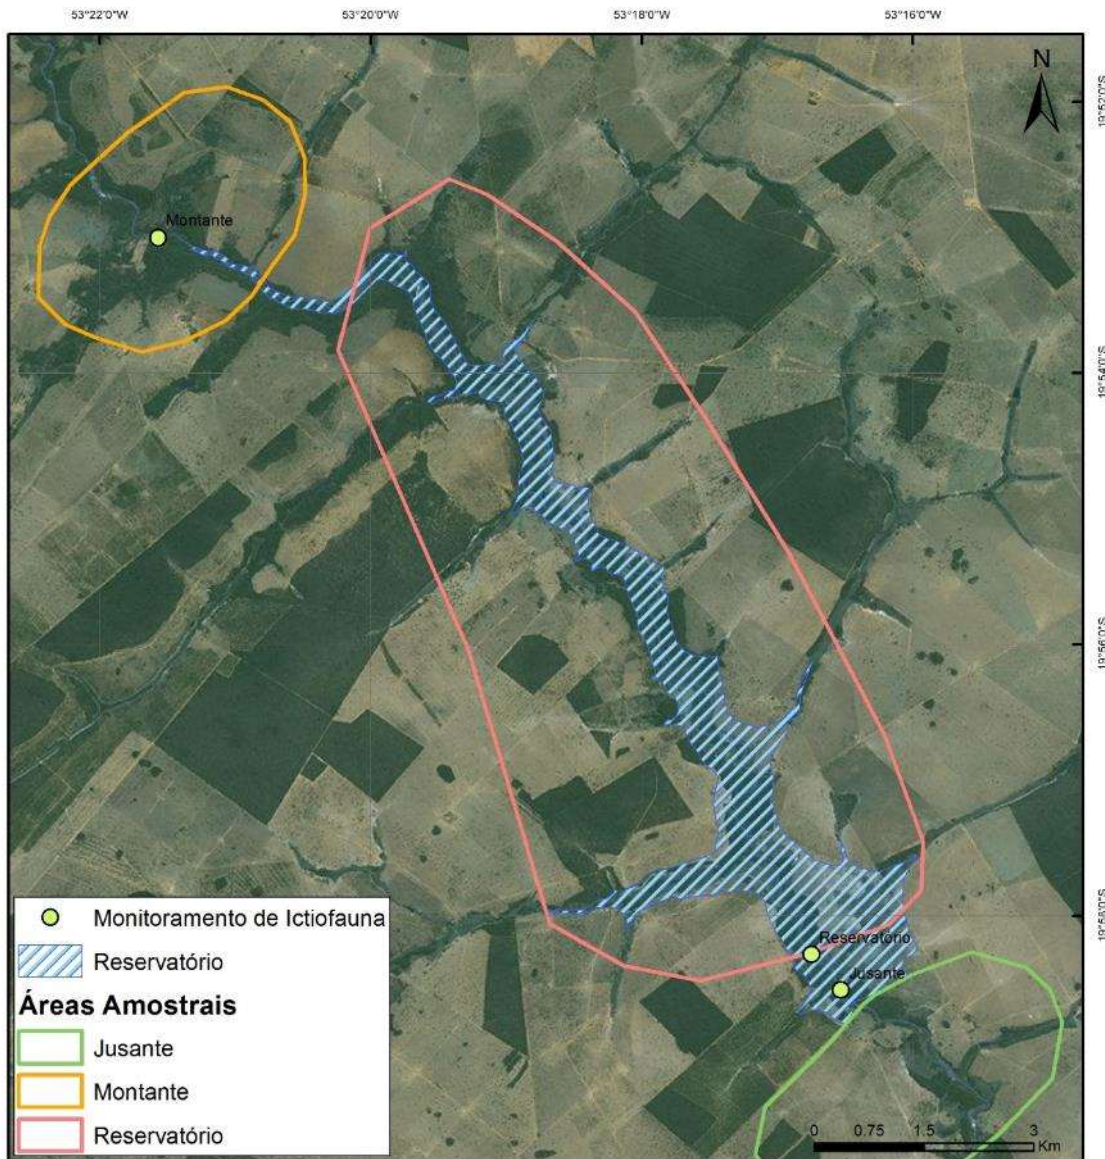 53°22'0"W
53°20'0"W
53°18'0"W
53°16'0"W
N
19°52'0"S
Montante
19°54'0"S
19°56'0"S
19°58'0"S
Reservatório
Jusante
Monitoramento de Ictiofauna
Reservatório
Áreas Amostrais
Jusante
Montante
Reservatório
0 0.75 1.5 3
Km